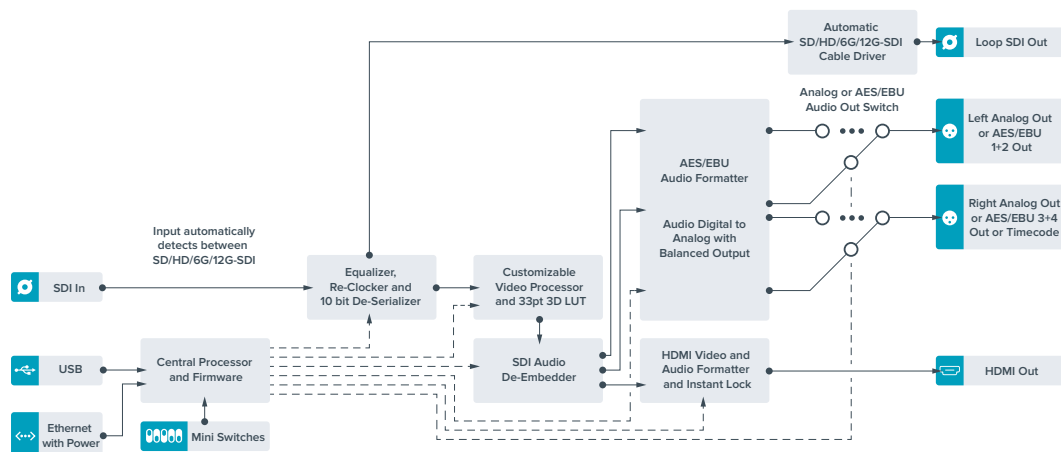 Automatic
SD/HD/6G/12G-SDI
Cable Driver
Loop SDI Out
Analog or AES/EBU
Audio Out Switch
Left Analog Out
or AES/EBU
1+2 Out
AES/EBU
Audio Formatter
Right Analog Out
or AES/EBU 3+4
Out or Timecode
Audio Digital to
Analog with
Balanced Output
Input automatically
detects between
SD/HD/6G/12G-SDI
SDI In
Equalizer,
Re-Clocker and
10 bit De-Serializer
Customizable
Video Processor
and 33pt 3D LUT
USB
Central Processor
and Firmware
SDI Audio
De-Embedder
HDMI Video and
Audio Formatter
and Instant Lock
HDMI Out
Ethernet
with Power
Mini Switches